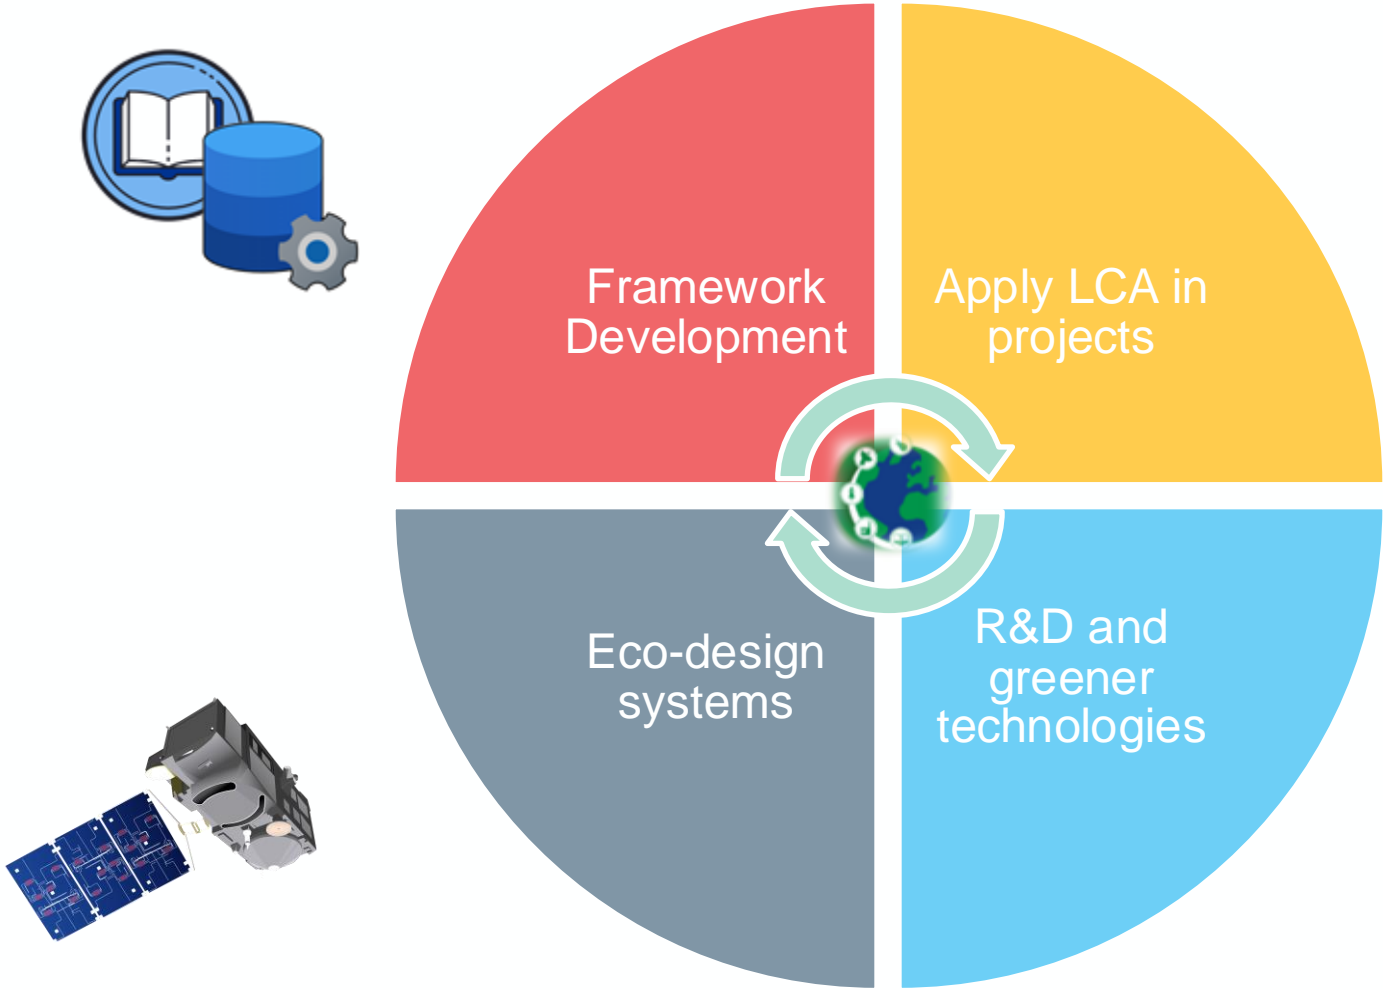 Framework
Development
Apply LCA in
projects
Eco-design
systems
R&D and
greener
technologies